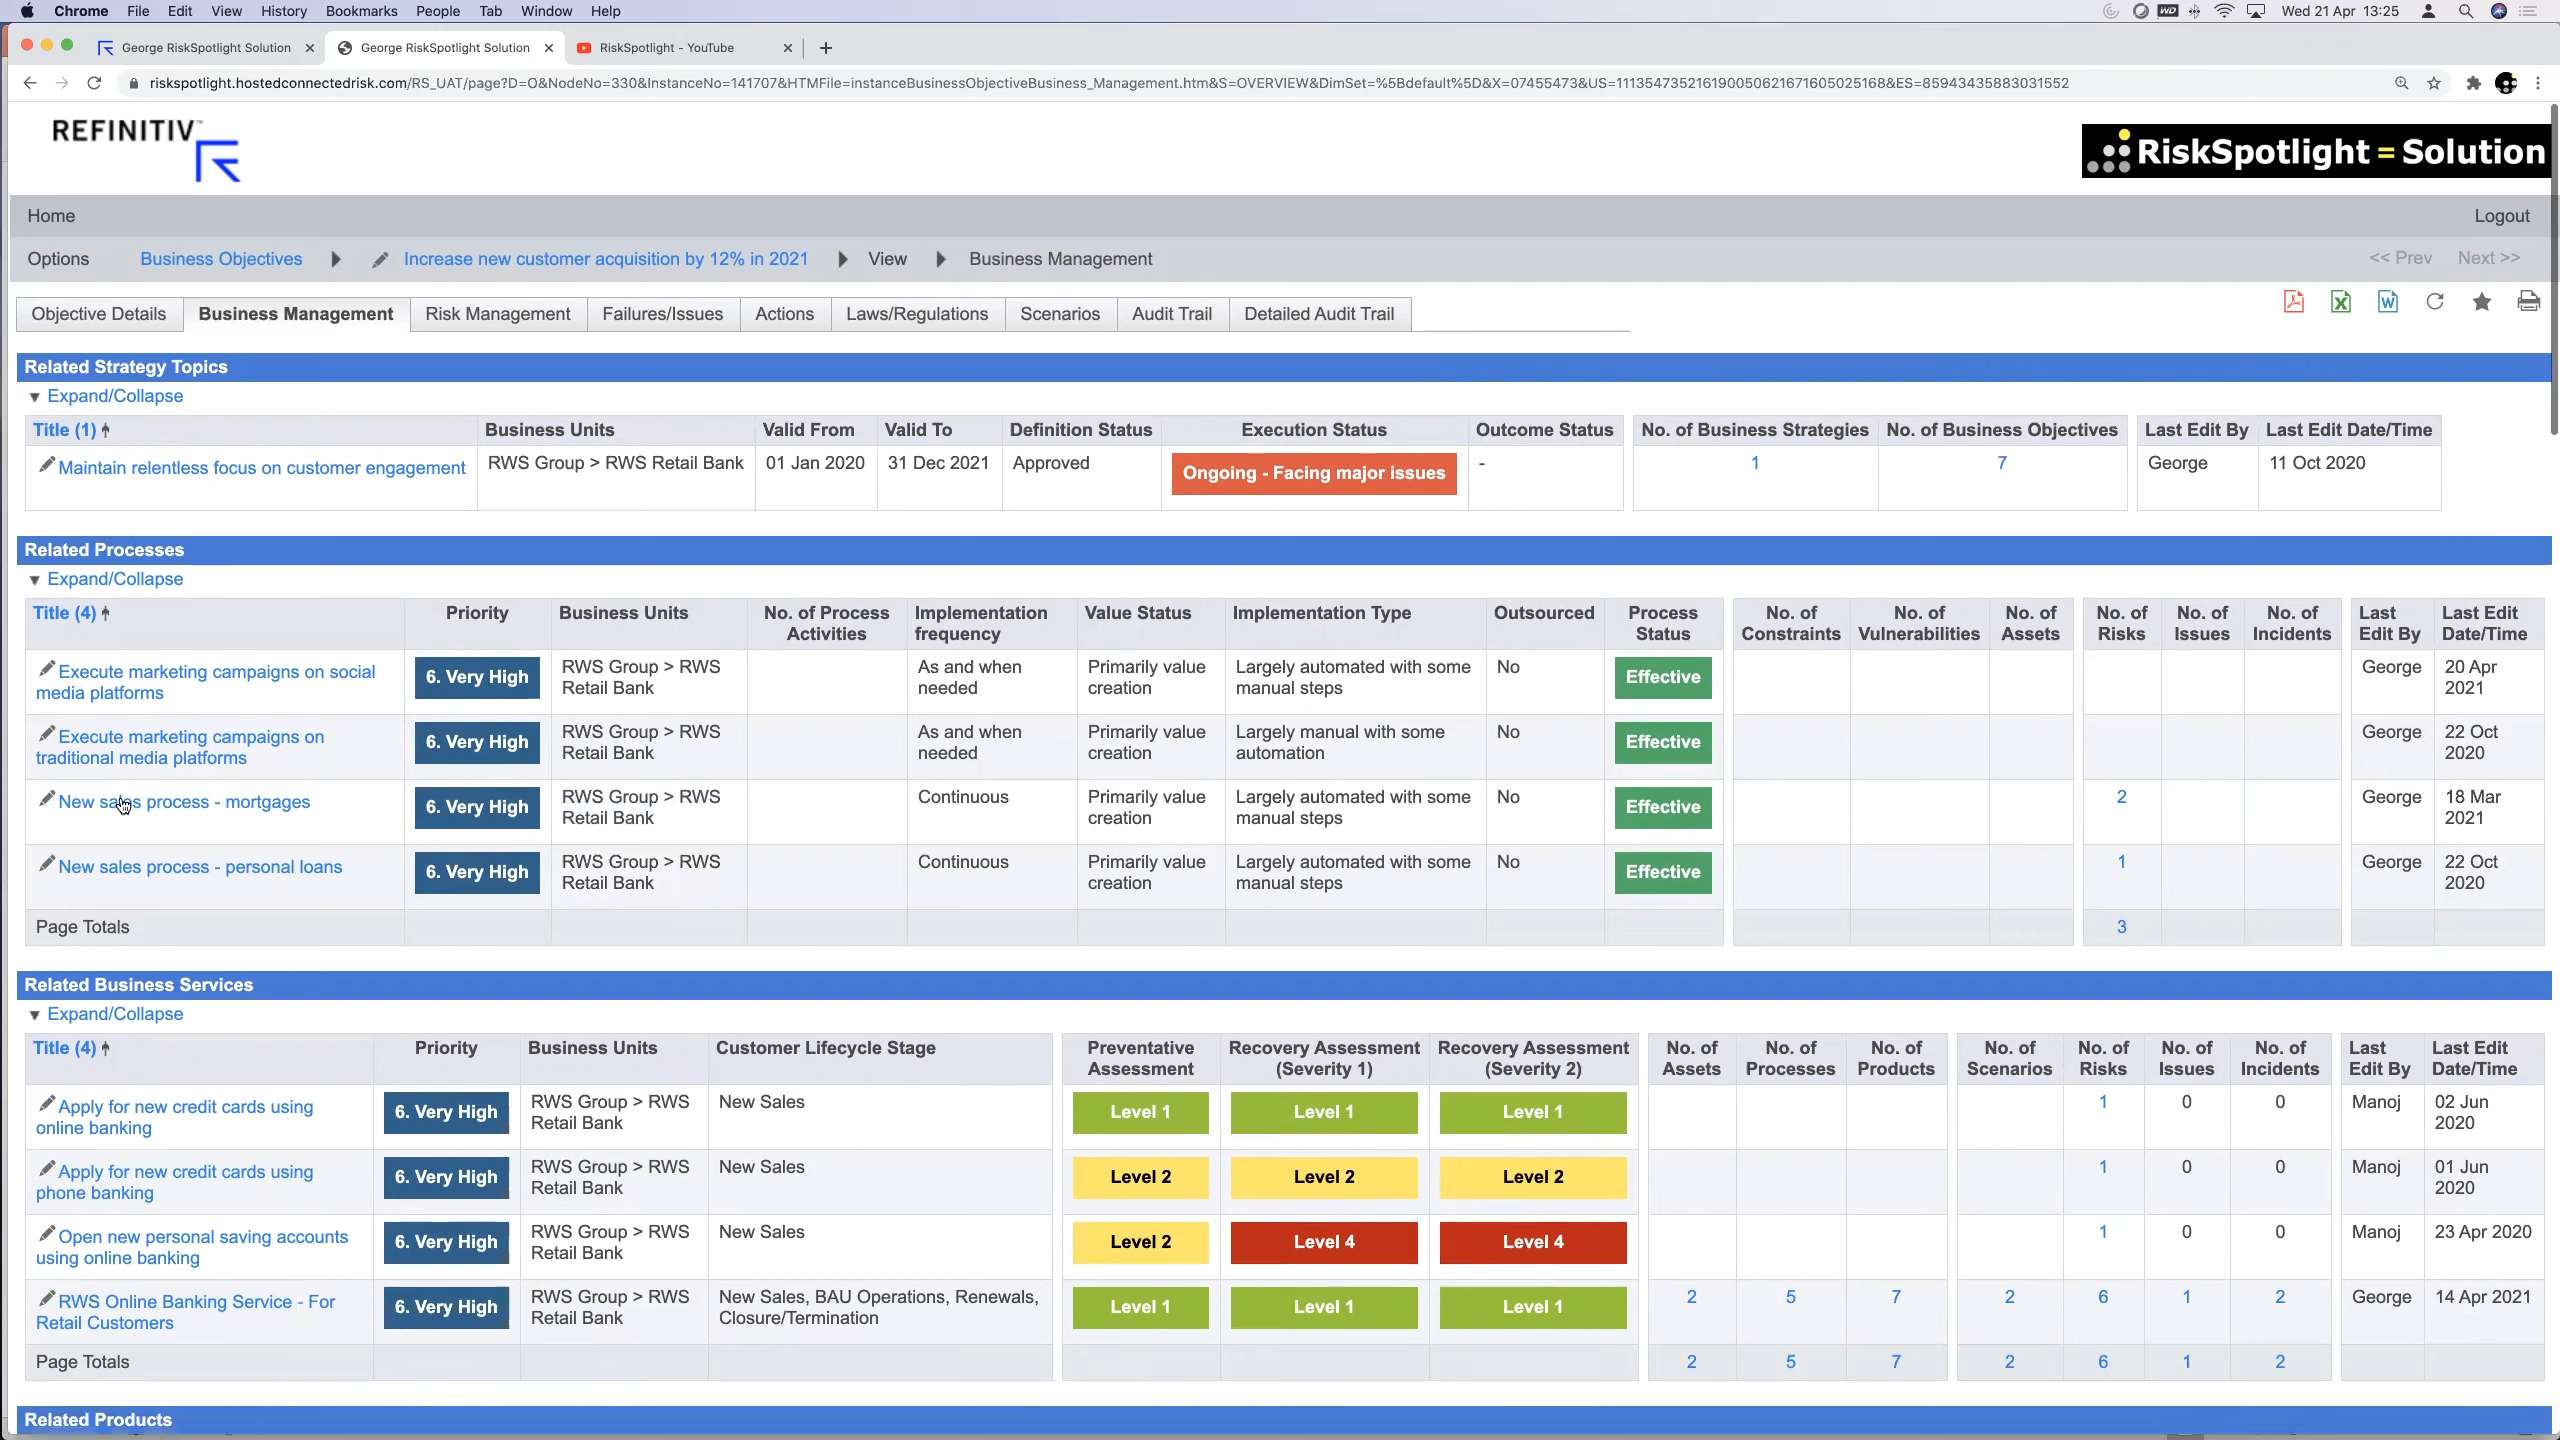 Chrome File Edit View History Bookmarks People Tab Window Help WD Wed 21 Apr 13:25
George RiskSpotlight Solution George RiskSpotlight Solution RiskSpotlight - YouTube
riskspotlight.hostedconnectedrisk.com/RS_UAT/page?D=O&NodeNo=330&InstanceNo=141707&HTMFile=instanceBusinessObjectiveBusiness_Management.htm&S=OVERVIEW&DimSet=%5Bdefault%5D&X=07455473&US=11135473521619005062167160502516​8&ES=85943435883031552
REFINITIV™ RiskSpotlight = Solution
Home Logout
Options Business Objectives Increase new customer acquisition by 12% in 2021 View Business Management << Prev Next >>
Objective Details Business Management Risk Management Failures/Issues Actions Laws/Regulations Scenarios Audit Trail Detailed Audit Trail
Related Strategy Topics
Expand/Collapse
Title (1) Business Units Valid From Valid To Definition Status Execution Status Outcome Status No. of Business Strategies No. of Business Objectives Last Edit By Last Edit Date/Time
Maintain relentless focus on customer engagement RWS Group > RWS Retail Bank 01 Jan 2020 31 Dec 2021 Approved Ongoing - Facing major issues - 1 7 George 11 Oct 2020
Related Processes
Expand/Collapse
Title (4) Priority Business Units No. of Process Implementation Value Status Implementation Type Outsourced Process No. of No. of No. of No. of No. of No. of Last Last Edit
Activities frequency Status Constraints Vulnerabilities Assets Risks Issues Incidents Edit By Date/Time
Execute marketing campaigns on social 6. Very High RWS Group > RWS As and when Primarily value Largely automated with some No Effective George 20 Apr
media platforms Retail Bank needed creation manual steps 2021
Execute marketing campaigns on 6. Very High RWS Group > RWS As and when Primarily value Largely manual with some No Effective George 22 Oct
traditional media platforms Retail Bank needed creation automation 2020
New sales process - mortgages 6. Very High RWS Group > RWS Continuous Primarily value Largely automated with some No Effective 2 George 18 Mar
Retail Bank creation manual steps 2021
New sales process - personal loans 6. Very High RWS Group > RWS Continuous Primarily value Largely automated with some No Effective 1 George 22 Oct
Retail Bank creation manual steps 2020
Page Totals 3
Related Business Services
Expand/Collapse
Title (4) Priority Business Units Customer Lifecycle Stage Preventative Recovery Assessment Recovery Assessment No. of No. of No. of No. of No. of No. of No. of Last Last Edit
Assessment (Severity 1) (Severity 2) Assets Processes Products Scenarios Risks Issues Incidents Edit By Date/Time
Apply for new credit cards using 6. Very High RWS Group > RWS New Sales Level 1 Level 1 Level 1 1 0 0 Manoj 02 Jun
online banking Retail Bank 2020
Apply for new credit cards using 6. Very High RWS Group > RWS New Sales Level 2 Level 2 Level 2 1 0 0 Manoj 01 Jun
phone banking Retail Bank 2020
Open new personal saving accounts 6. Very High RWS Group > RWS New Sales Level 2 Level 4 Level 4 1 0 0 Manoj 23 Apr 2020
using online banking Retail Bank
RWS Online Banking Service - For 6. Very High RWS Group > RWS New Sales, BAU Operations, Renewals, Level 1 Level 1 Level 1 2 5 7 2 6 1 2 George 14 Apr 2021
Retail Customers Retail Bank Closure/Termination
Page Totals 2 5 7 2 6 1 2
Related Products